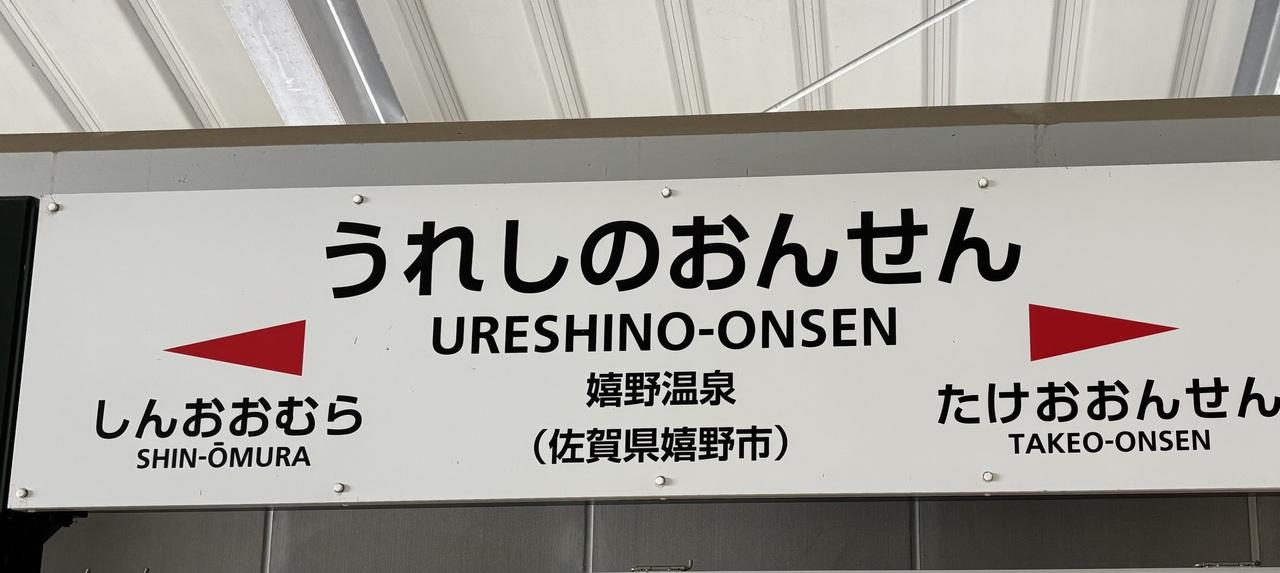 うれしのおんせん
URESHINO-ONSEN
嬉野温泉
（佐賀県嬉野市）
しんおおむら
SHIN-ŌMURA
たけおおんせん
TAKEO-ONSEN